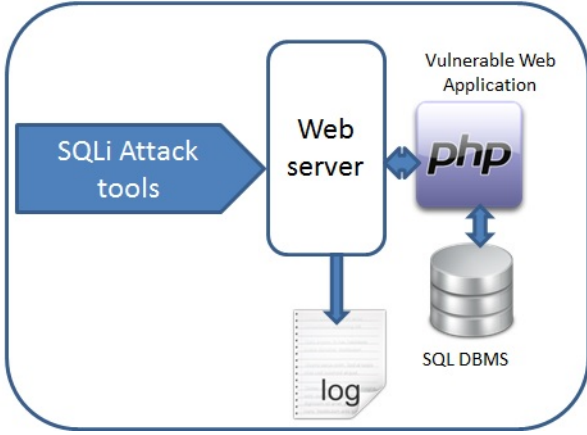 Vulnerable Web
Application
SQLi Attack
tools
Web
server
php
log
SQL DBMS